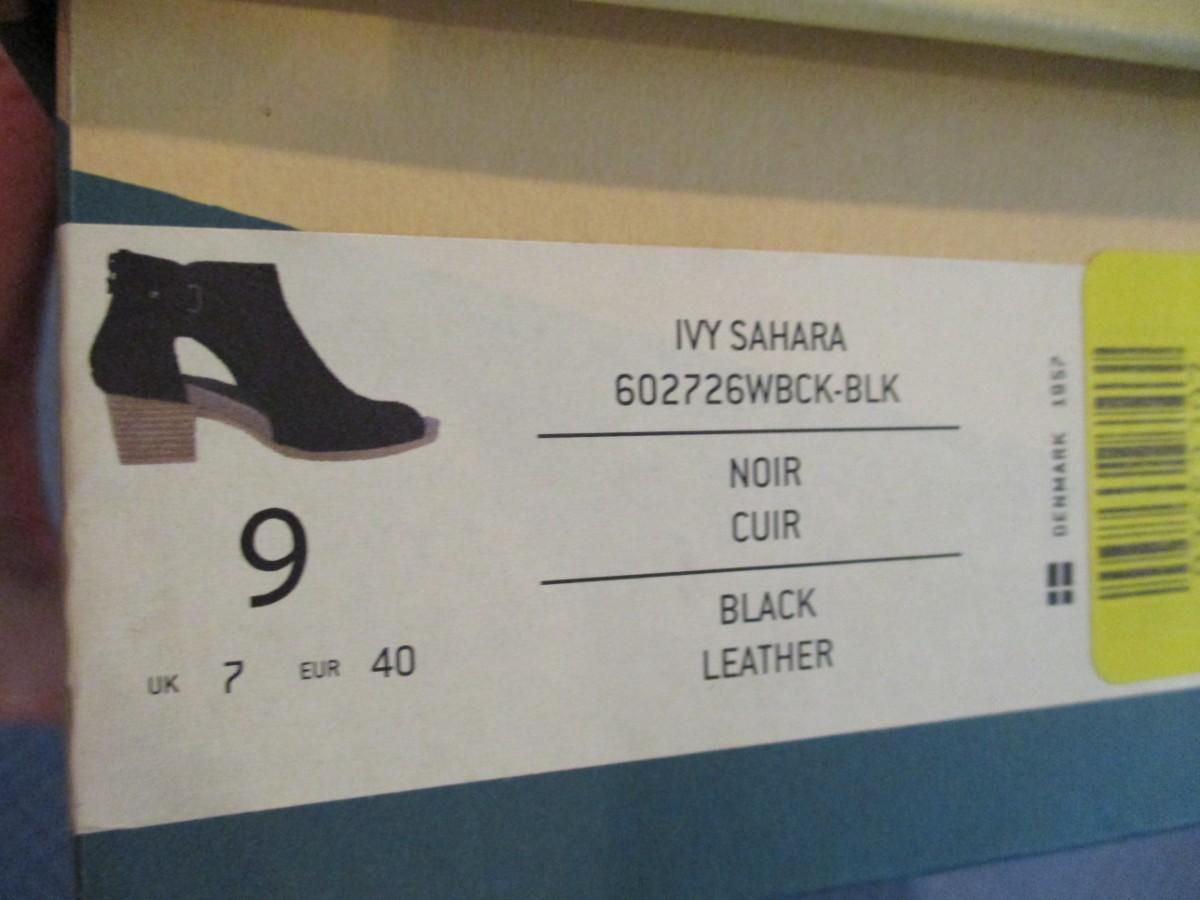 IVY SAHARA
602726WBCK-BLK
NOIR
CUIR
BLACK
LEATHER
9
UK 7 EUR 40
DENMARK 1957